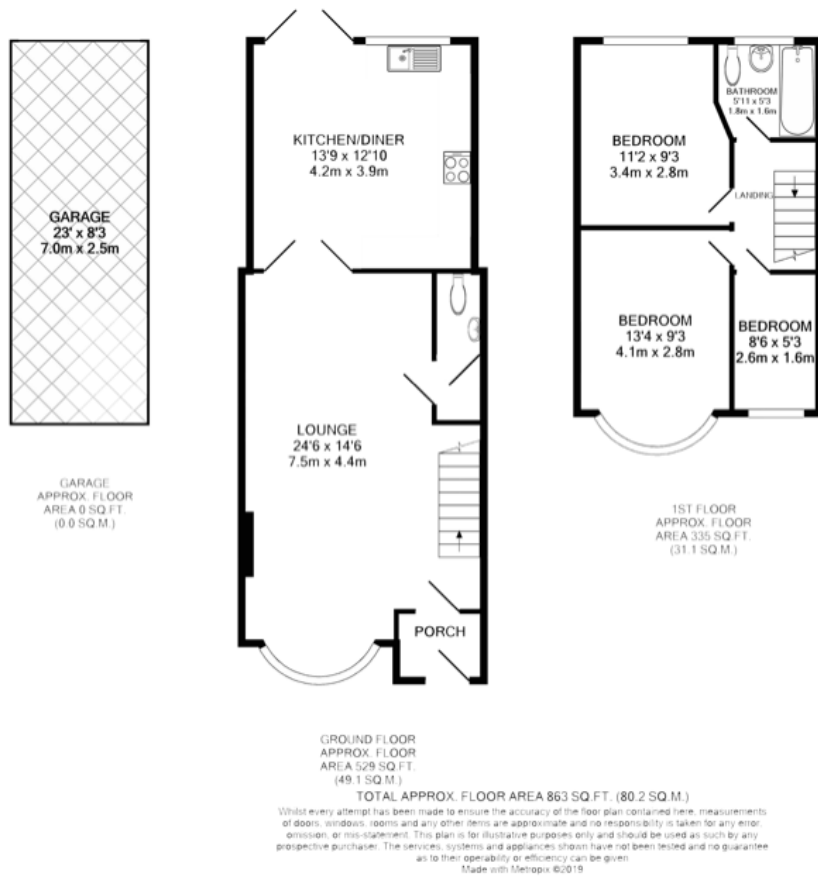 GARAGE
23' x 8'3
7.0m x 2.5m
GARAGE
APPROX. FLOOR
AREA 0 SQ.FT.
(0.0 SQ.M.)
KITCHEN/DINER
13'9 x 12'10
4.2m x 3.9m
LOUNGE
24'6 x 14'6
7.5m x 4.4m
PORCH
GROUND FLOOR
APPROX. FLOOR
AREA 529 SQ.FT.
(49.1 SQ.M.)
BATHROOM
5'11 x 5'3
1.8m x 1.6m
BEDROOM
11'2 x 9'3
3.4m x 2.8m
LANDING
BEDROOM
13'4 x 9'3
4.1m x 2.8m
BEDROOM
8'6 x 5'3
2.6m x 1.6m
1ST FLOOR
APPROX. FLOOR
AREA 335 SQ.FT.
(31.1 SQ.M.)
TOTAL APPROX. FLOOR AREA 863 SQ.FT. (80.2 SQ.M.)
Whilst every attempt has been made to ensure the accuracy of the floor plan contained here, measurements
of doors, windows, rooms and any other items are approximate and no responsibility is taken for any error,
omission, or mis-statement. This plan is for illustrative purposes only and should be used as such by any
prospective purchaser. The services, systems and appliances shown have not been tested and no guarantee
as to their operability or efficiency can be given
Made with Metropix ©2019